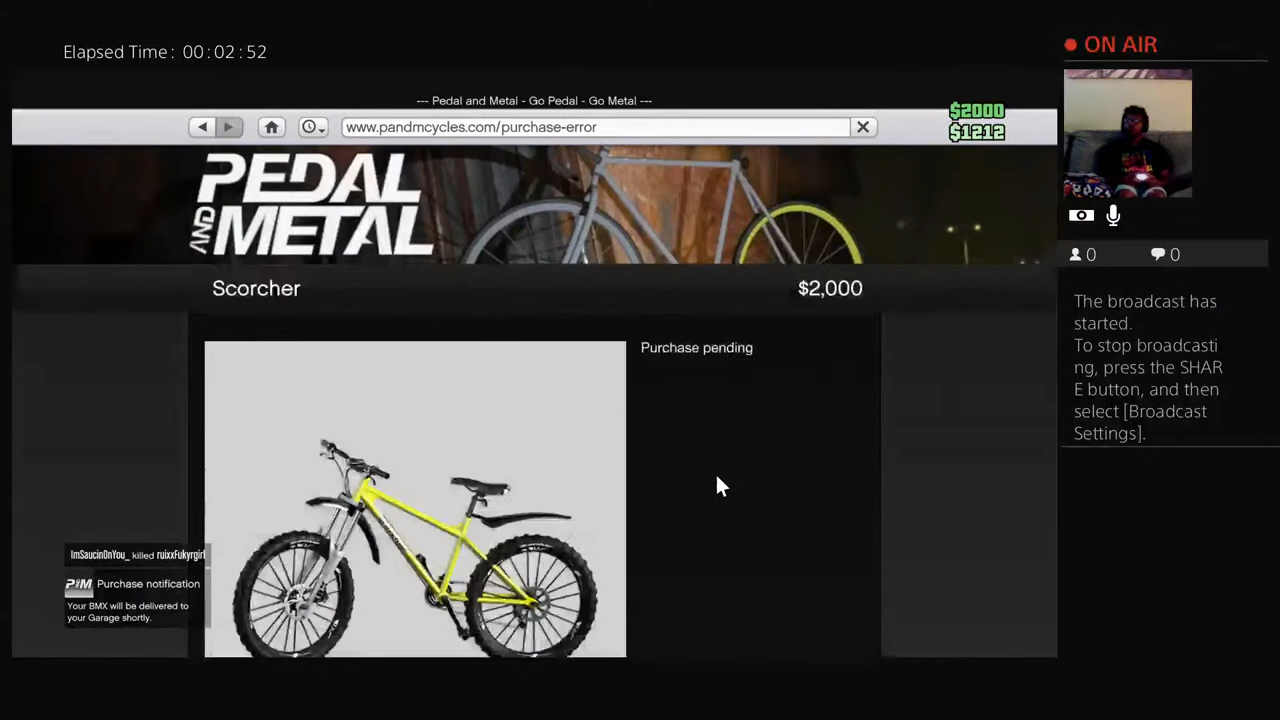 Elapsed Time: 00:02:52
ON AIR
--- Pedal and Metal - Go Pedal - Go Metal ---
www.pandmcycles.com/purchase-error
$2000
$1212
PEDAL
AND METAL
Scorcher
$2,000
Purchase pending
0
0
The broadcast has
started.
To stop broadcasti
ng, press the SHAR
E button, and then
select [Broadcast
Settings].
ImSaucinOnYou_ killed ruixxFukyrgirl
P&M Purchase notification
Your BMX will be delivered to
your Garage shortly.